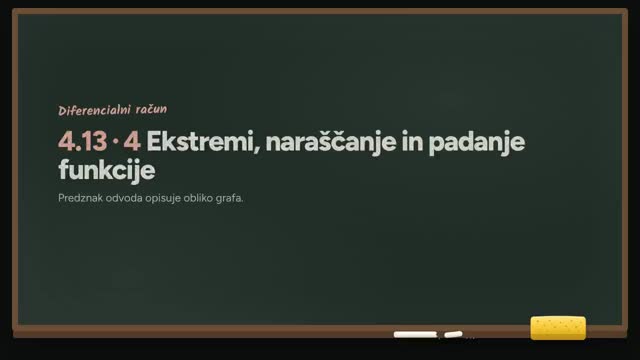 Diferencialni račun
4.13 · 4 Ekstremi, naraščanje in padanje
funkcije
Predznak odvoda opisuje obliko grafa.